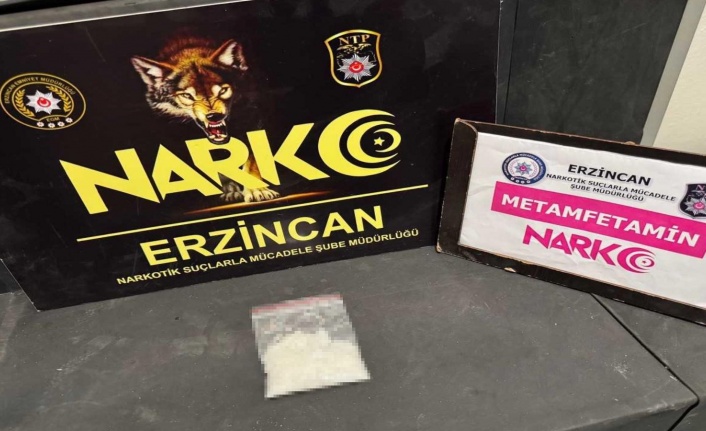 NTP
NARKO
ERZİNCAN
NARKOTİK SUÇLARLA MÜCADELE ŞUBE MÜDÜRLÜĞÜ
ERZİNCAN
NARKOTİK SUÇLARLA MÜCADELE
ŞUBE MÜDÜRLÜĞÜ
METAMFETAMİN
NARKO